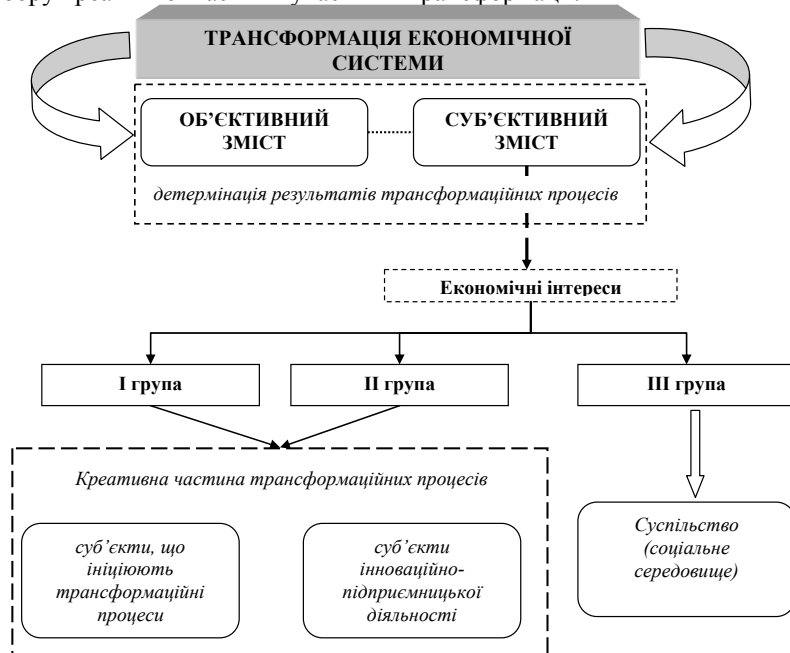 ТРАНСФОРМАЦІЯ ЕКОНОМІЧНОЇ
СИСТЕМИ
ОБ’ЄКТИВНИЙ
ЗМІСТ
СУБ’ЄКТИВНИЙ
ЗМІСТ
детермінація результатів трансформаційних процесів
Економічні інтереси
І група
ІІ група
ІІІ група
Креативна частина трансформаційних процесів
суб’єкти, що
ініціюють
трансформаційні
процеси
суб’єкти
інноваційно-
підприємницької
діяльності
Суспільство
(соціальне
середовище)